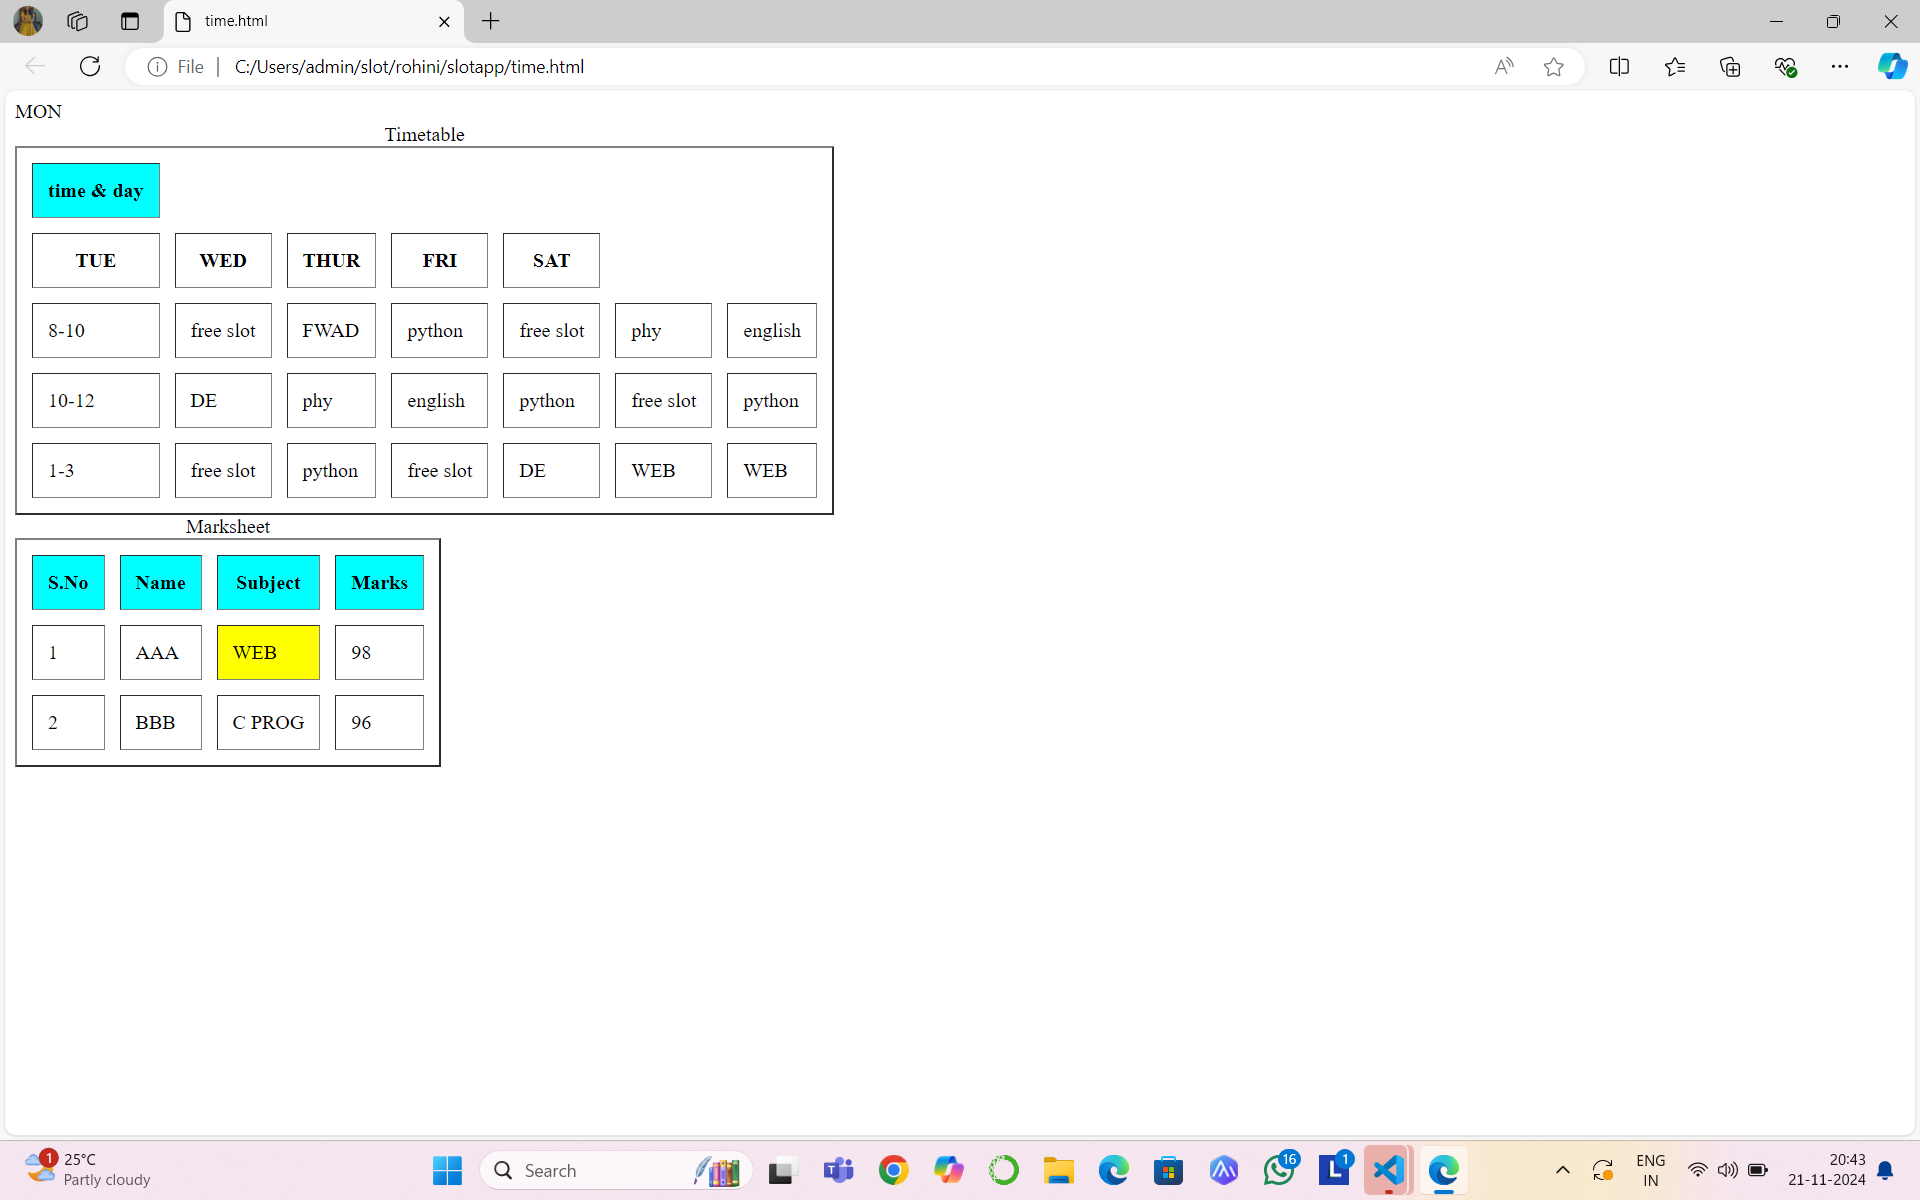 time.html
File
C:/Users/admin/slot/rohini/slotapp/time.html
MON
Timetable
time & day
TUE WED THUR FRI SAT
8-10 free slot FWAD python free slot phy english
10-12 DE phy english python free slot python
1-3 free slot python free slot DE WEB WEB
Marksheet
S.No Name Subject Marks
1 AAA WEB 98
2 BBB C PROG 96
1
25°C
Partly cloudy
Search
16
1
ENG
IN
20:43
21-11-2024